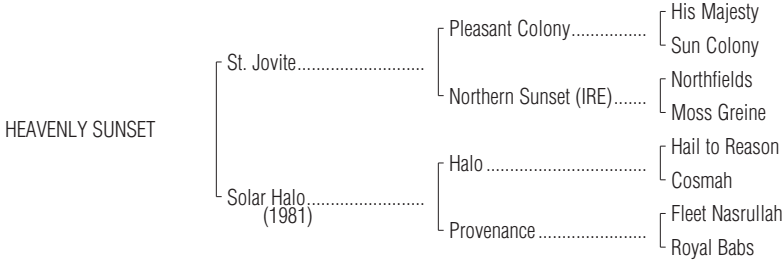 His Majesty
Pleasant Colony................
Sun Colony
St. Jovite..........................
Northfields
Northern Sunset (IRE).......
Moss Greine
HEAVENLY SUNSET
Hail to Reason
Halo ..................................
Cosmah
Solar Halo........................
(1981)
Fleet Nasrullah
Provenance .......................
Royal Babs